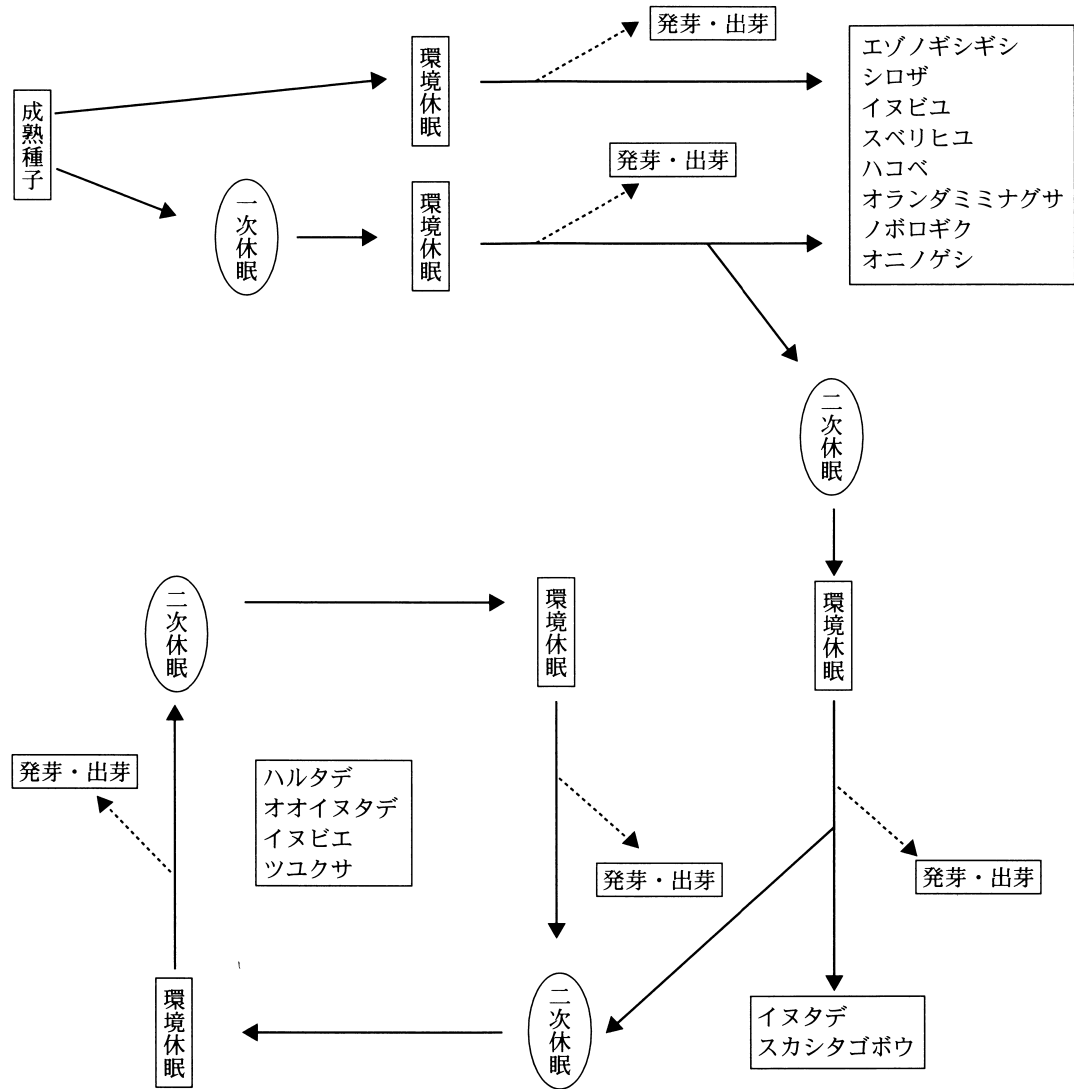 発芽・出芽
環境休眠
エゾノギシギシ
シロザ
イヌビユ
スベリヒユ
ハコベ
オランダミミナグサ
ノボロギク
オニノゲシ
成熟種子
発芽・出芽
一次休眠
環境休眠
二次休眠
二次休眠
環境休眠
環境休眠
発芽・出芽
ハルタデ
オオイヌタデ
イヌビエ
ツユクサ
発芽・出芽
発芽・出芽
環境休眠
二次休眠
イヌタデ
スカシタゴボウ